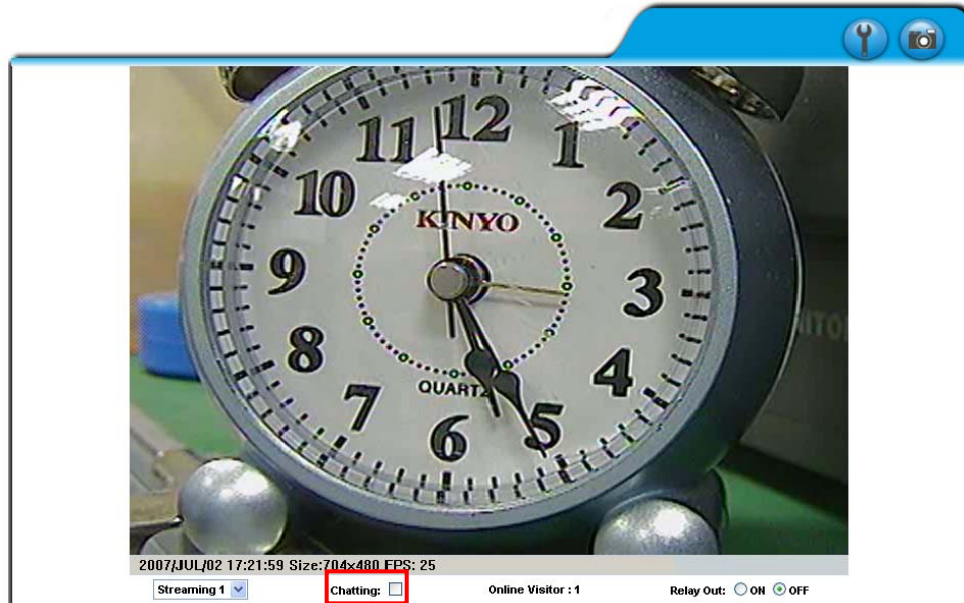 12
11
1
10
2
KINYO
9
3
8
4
QUARTZ
7
5
6
2007/JUL/02 17:21:59 Size:704x480 FPS: 25
Streaming 1
Chatting:
Online Visitor : 1
Relay Out: ON OFF